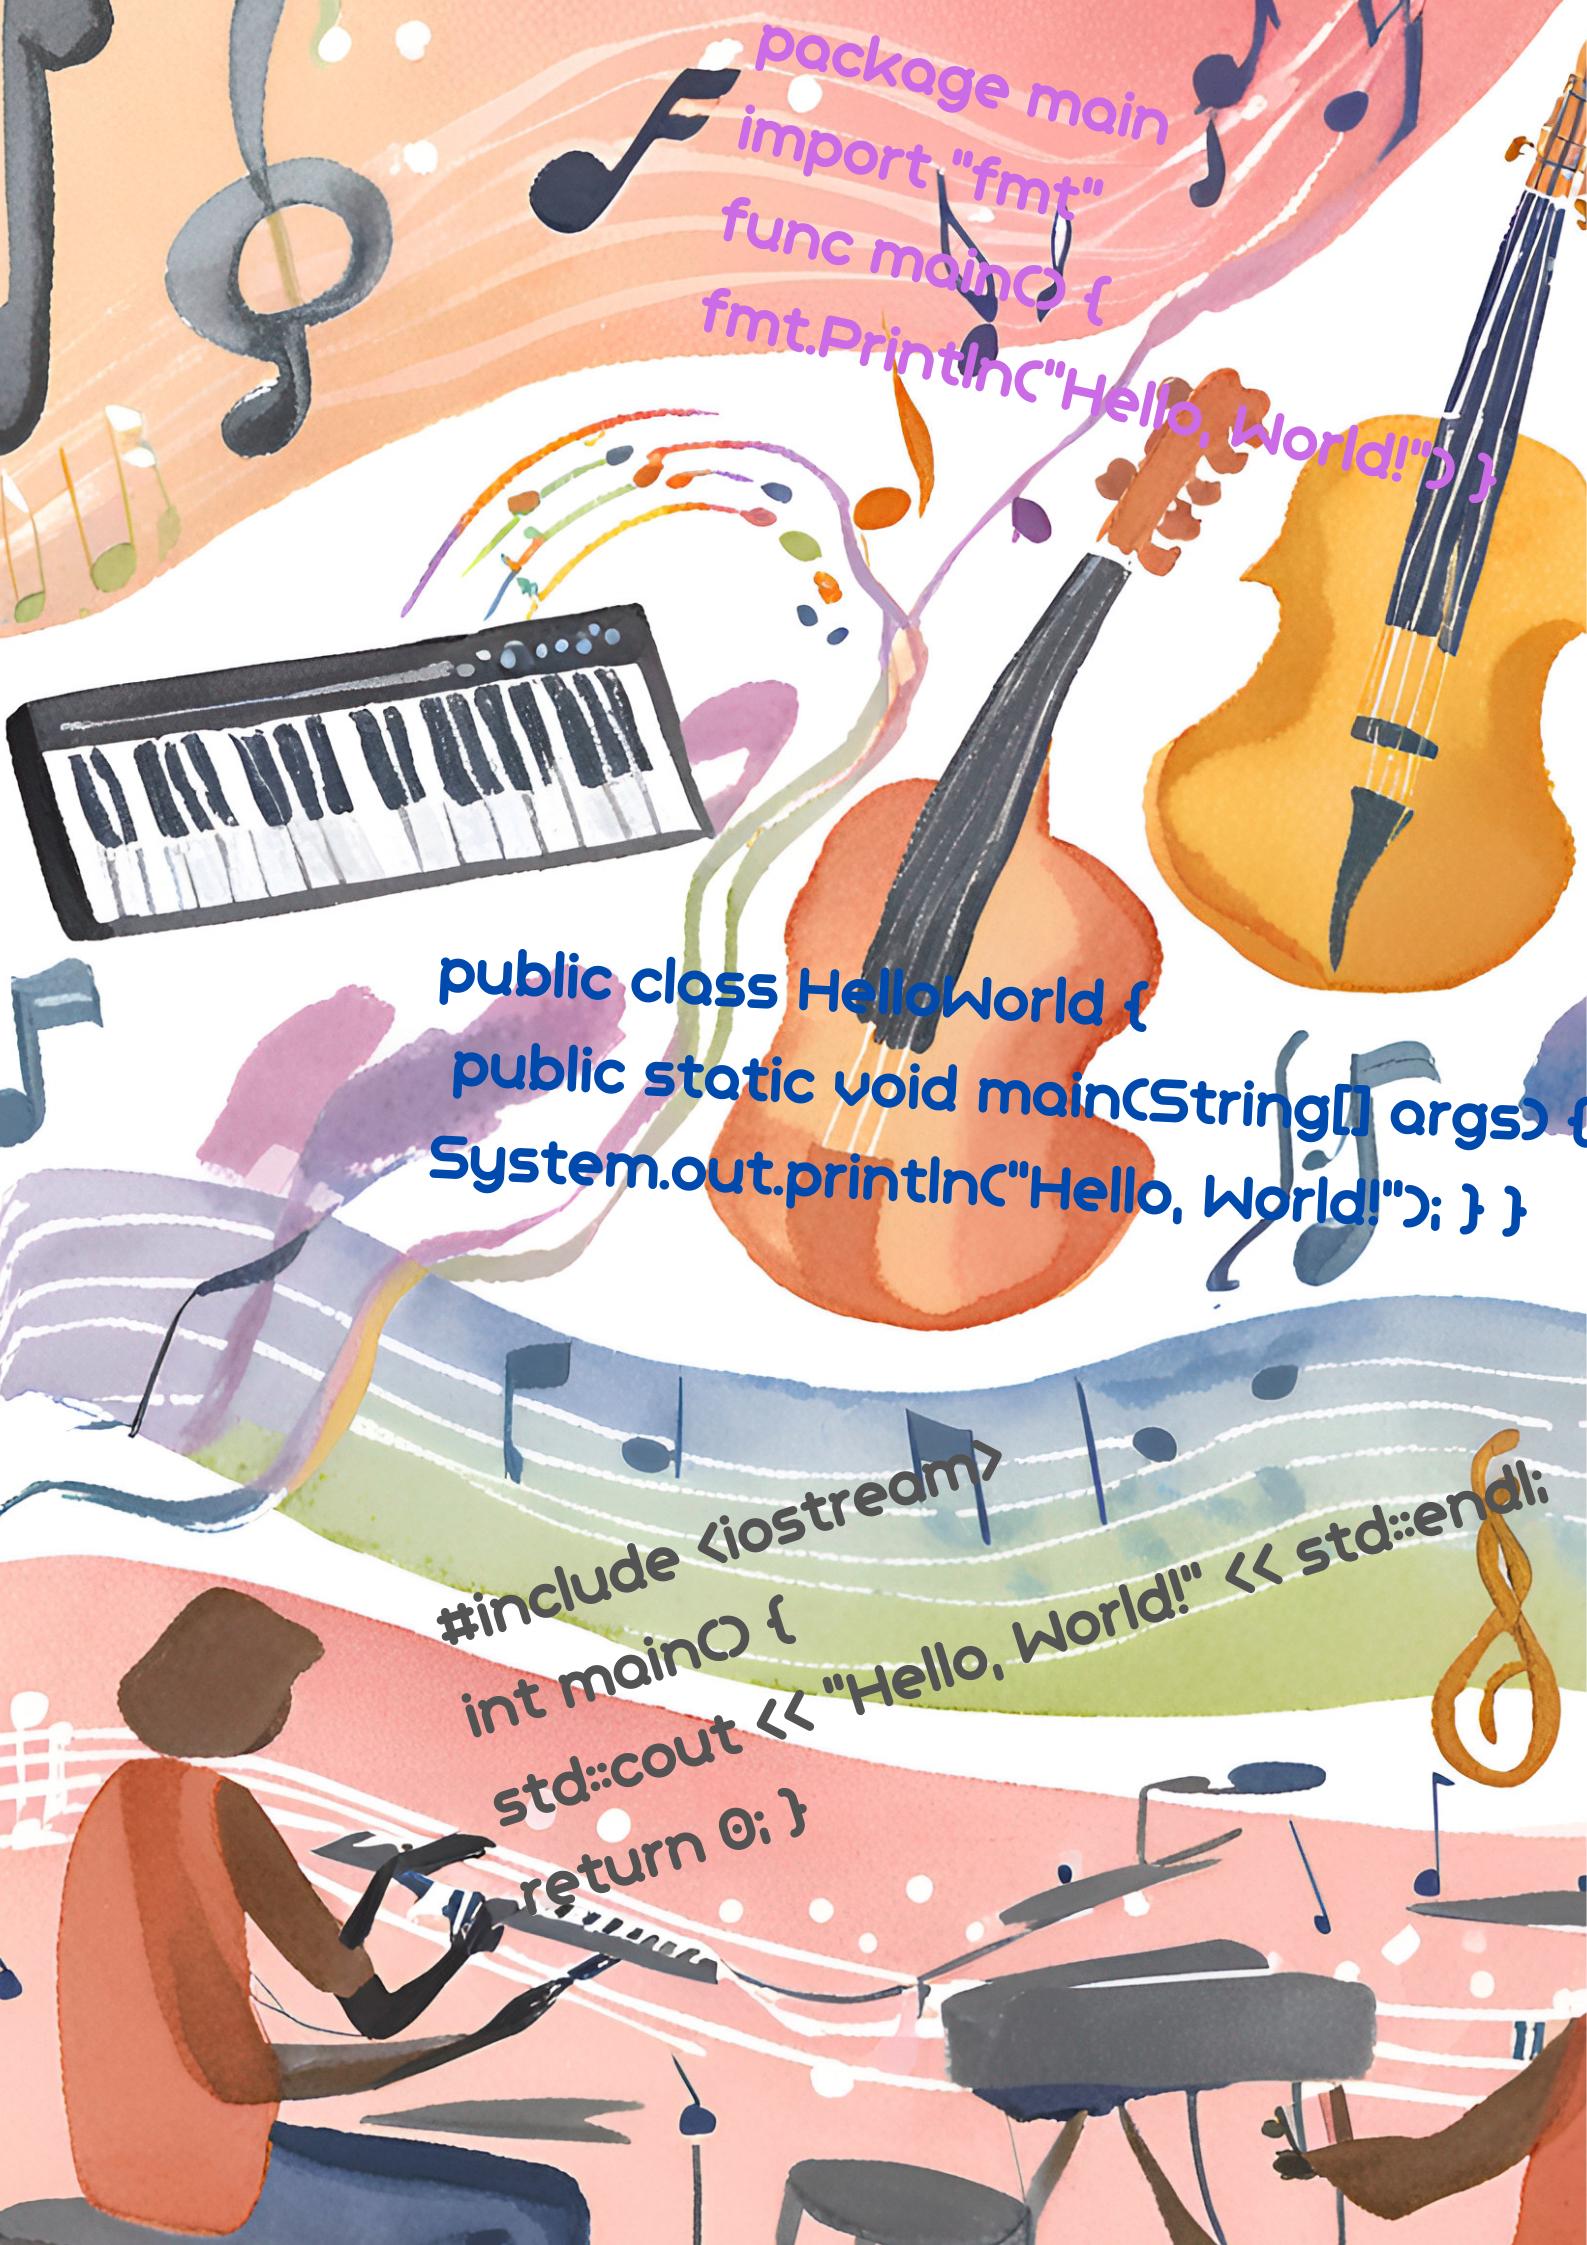 package main
import "fmt"
func main() {
fmt.Println("Hello, World!") }
public class HelloWorld {
public static void main(String[] args) {
System.out.println("Hello, World!"); } }
#include <iostream>
int main() {
std::cout << "Hello, World!" << std::endl;
return 0; }